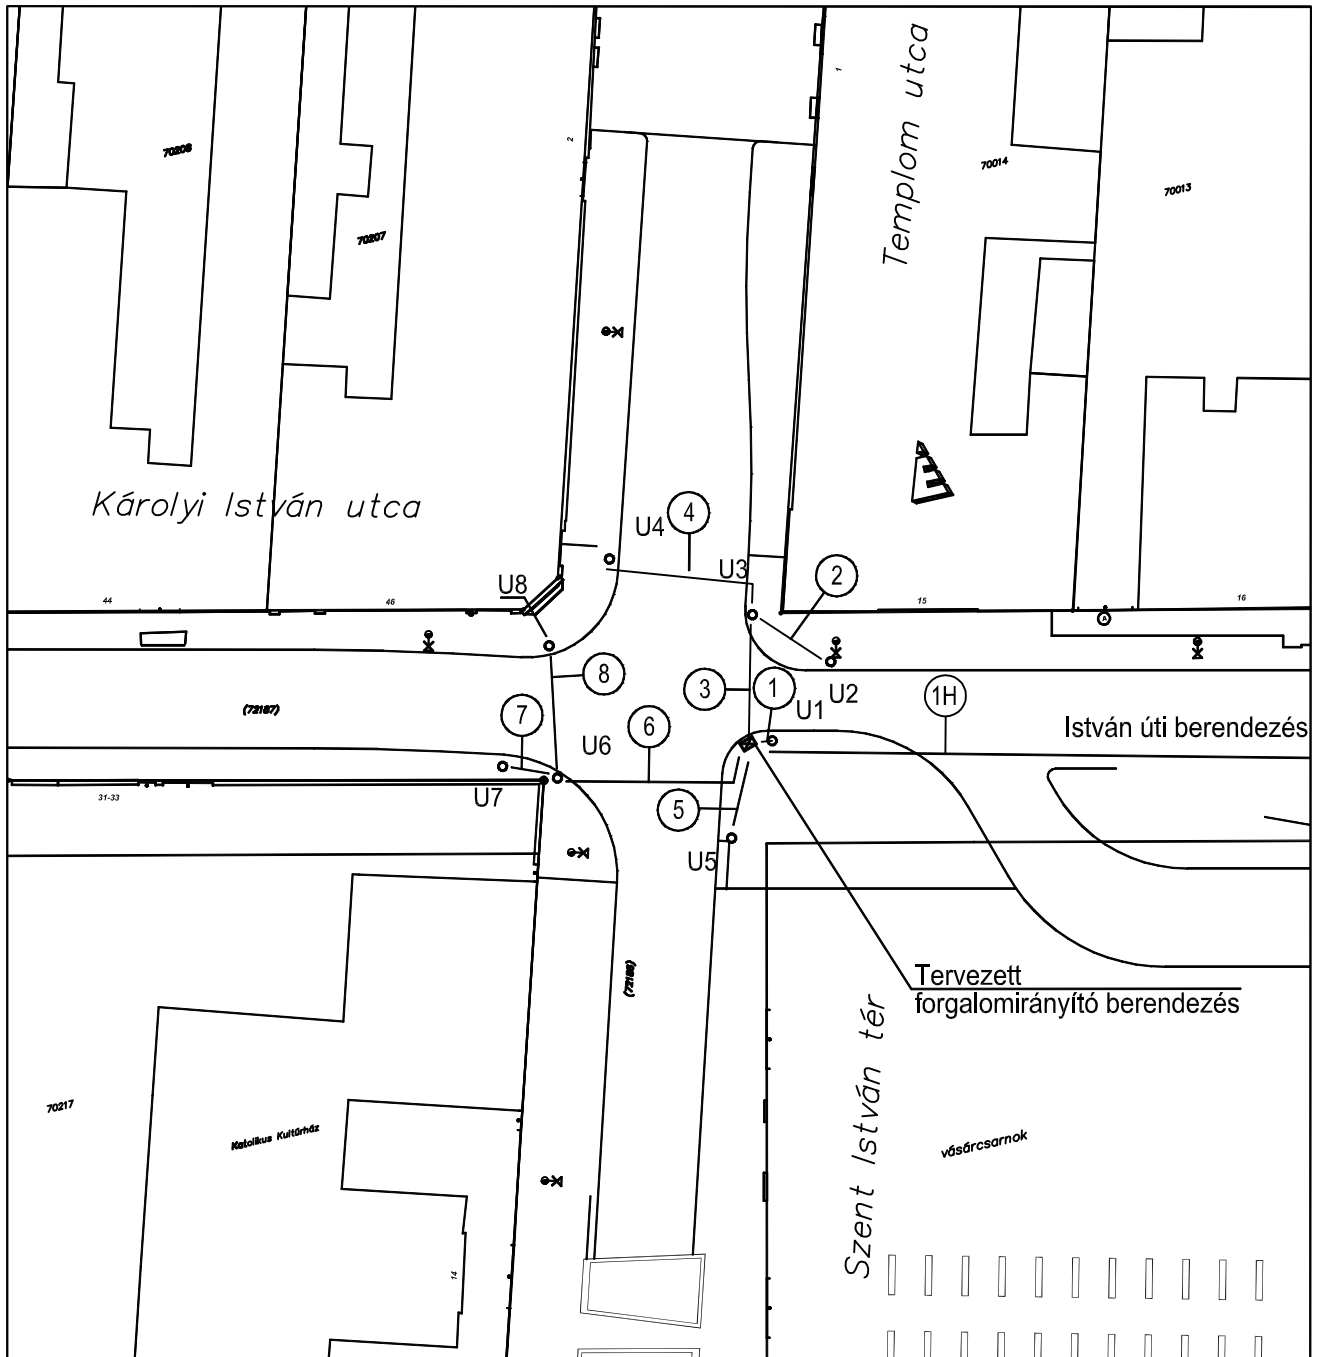 Templom utca
1
2
70208
70014
70013
70207
Károlyi István utca
É
U4
4
U3
2
U8
44
46
15
16
A
8
3
1
U2
1H
(72187)
7
6
U1
István úti berendezés
U6
31-33
U7
5
U5
(72188)
Tervezett
forgalomirányító berendezés
Szent István tér
70217
Katolikus Kultúrház
vásárcsarnok
14